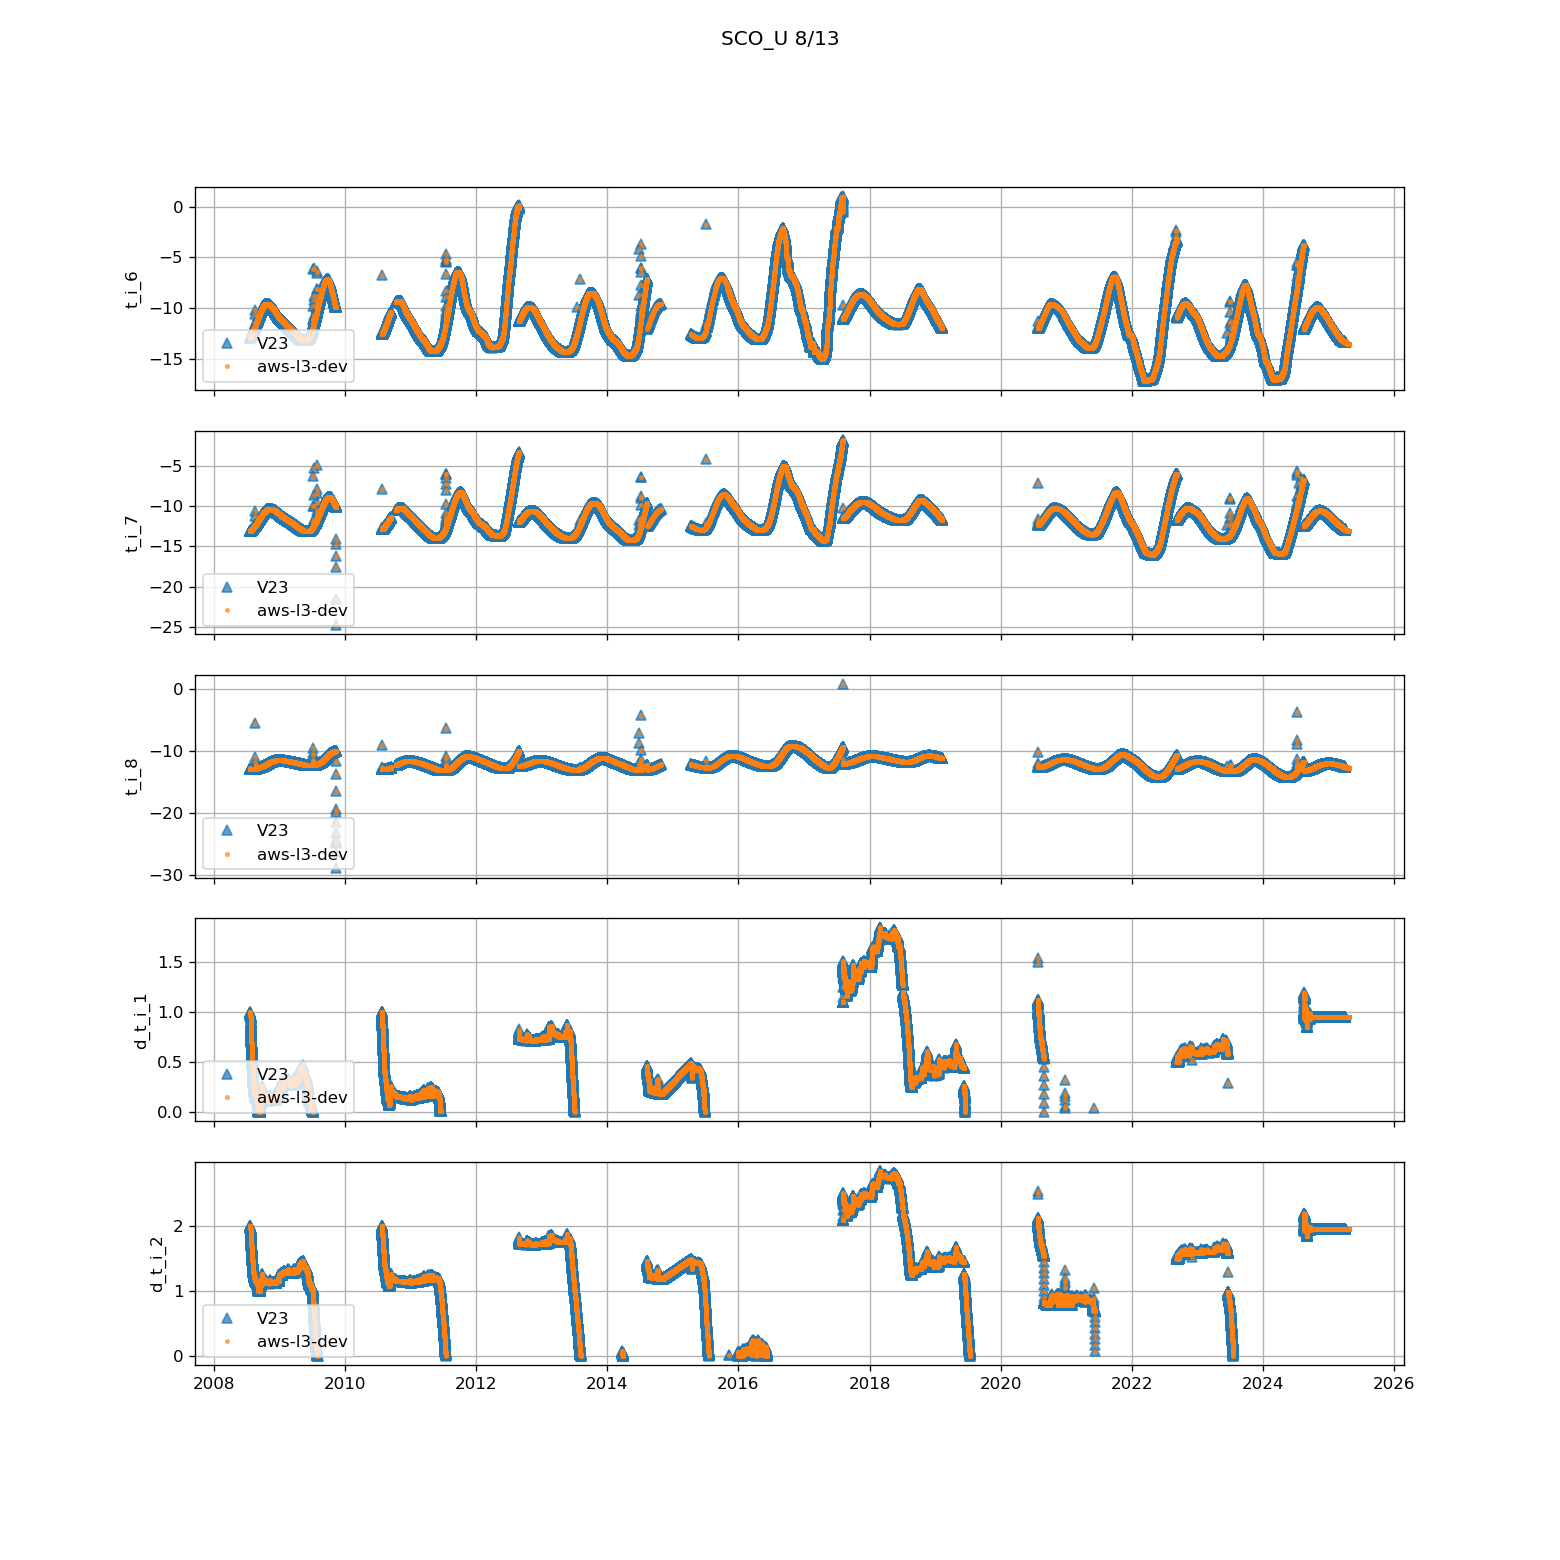 SCO_U 8/13
0
−5
−10
−15
t_i_6
V23
aws-l3-dev
−5
−10
−15
−20
−25
t_i_7
V23
aws-l3-dev
0
−10
−20
−30
t_i_8
V23
aws-l3-dev
1.5
1.0
0.5
0.0
d_t_i_1
V23
aws-l3-dev
2
1
0
d_t_i_2
V23
aws-l3-dev
2008 2010 2012 2014 2016 2018 2020 2022 2024 2026